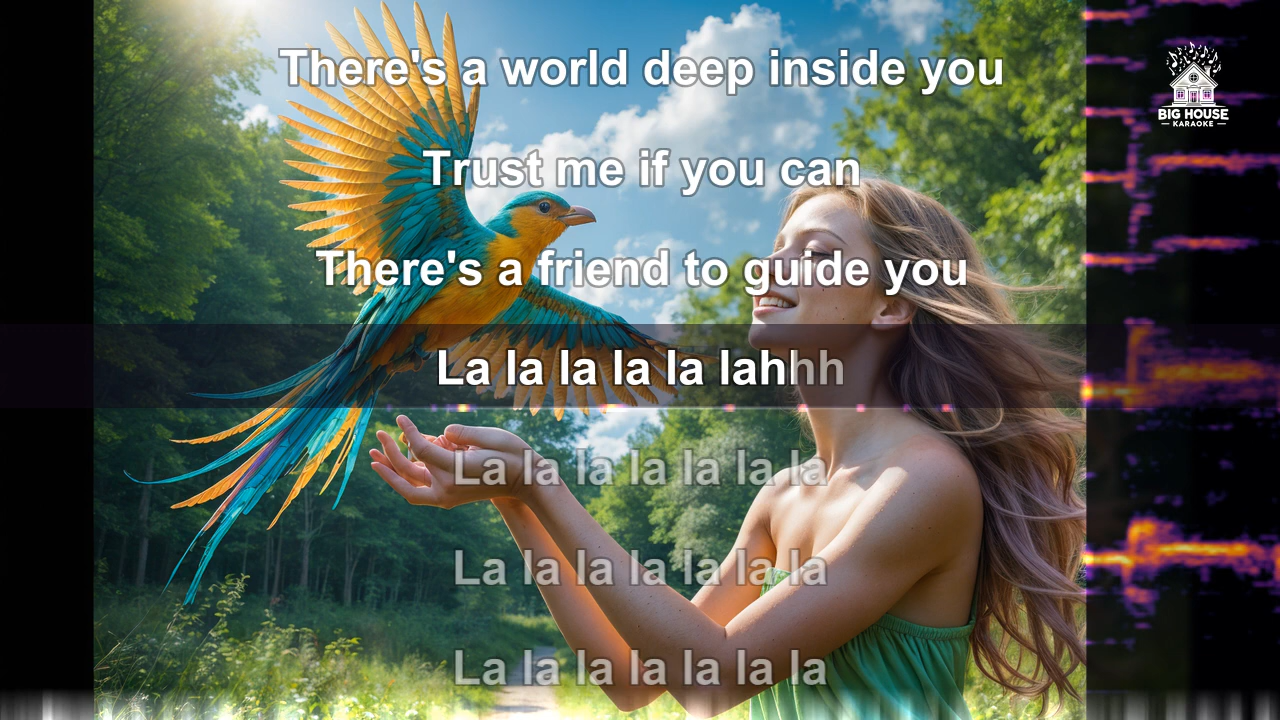 There's a world deep inside you
Trust me if you can
There's a friend to guide you
La la la la la lahhh
La la la la la la la
La la la la la la la
La la la la la la la
BIG HOUSE
KARAOKE